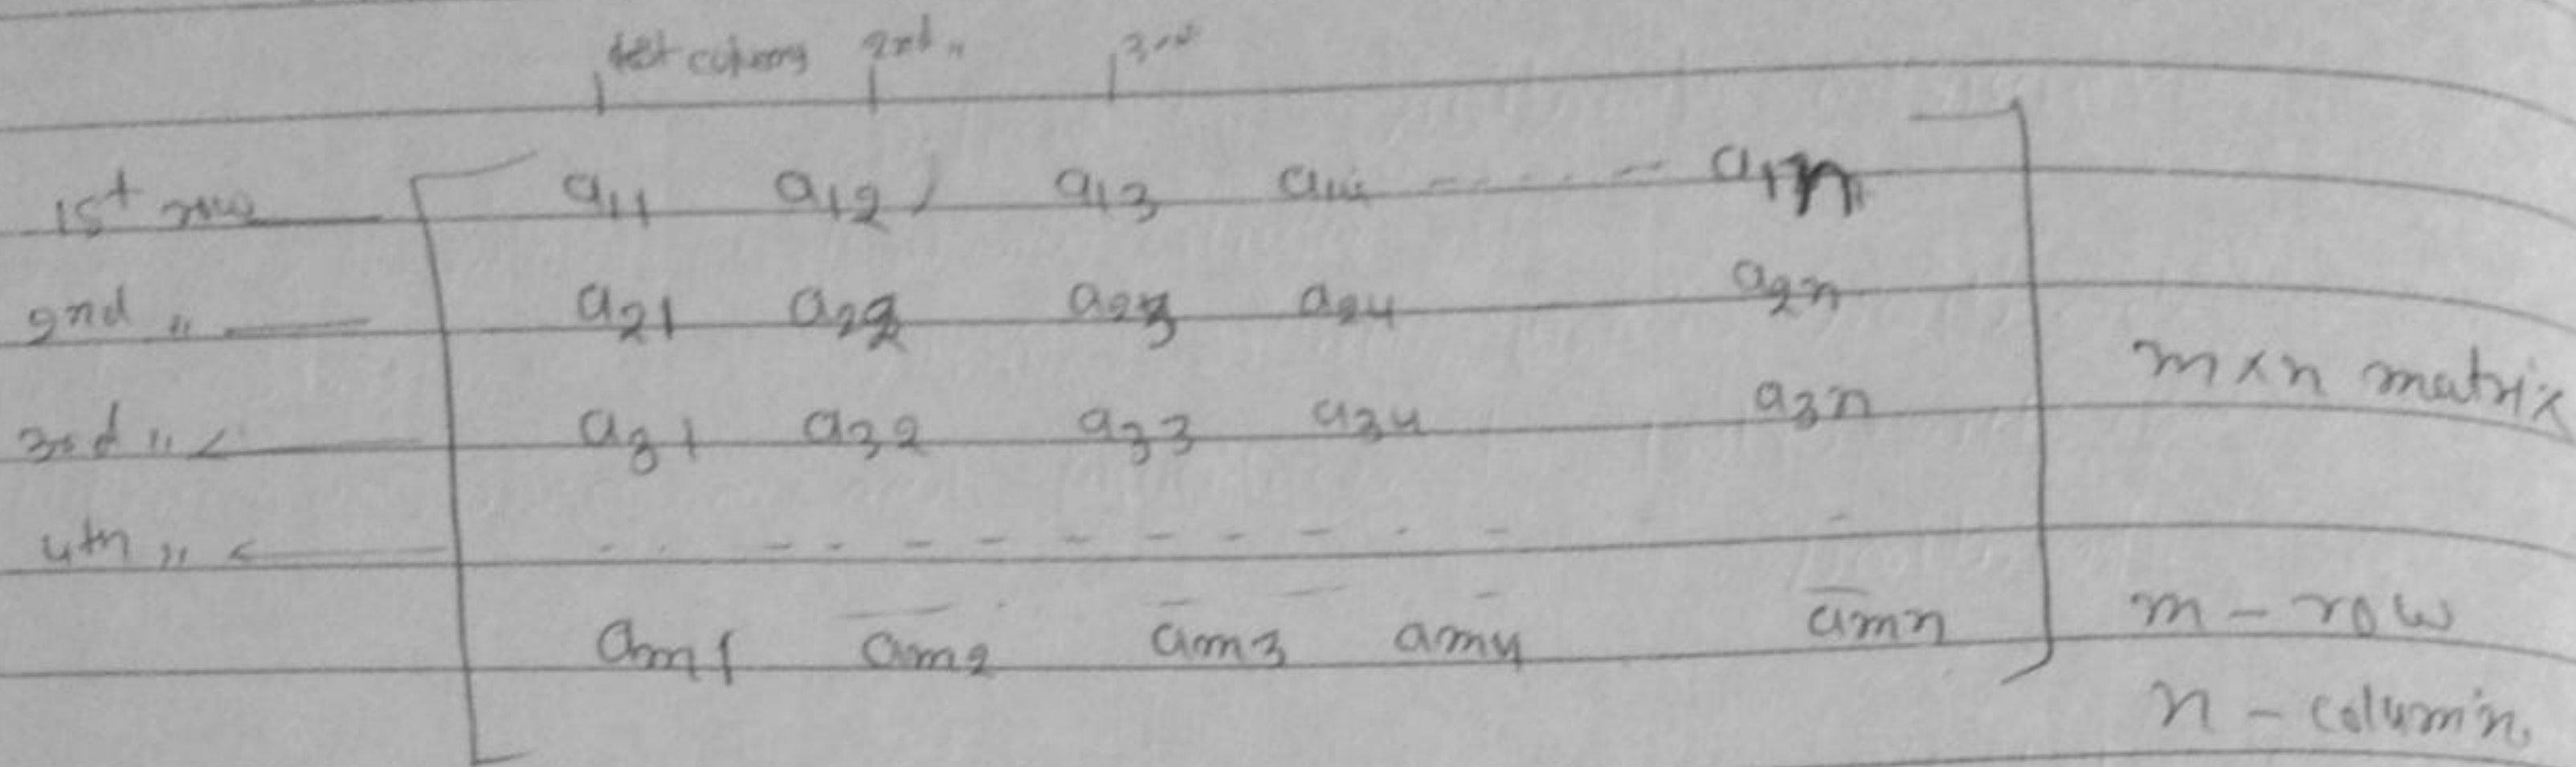 1st column 2nd " 3rd
1st row a11 a12 a13 a14 ------ a1n
2nd " a21 a22 a23 a24 a2n
3rd " a31 a32 a33 a34 a3n
m×n matrix
4th " - - - - - - - - - - - - -
am1 am2 am3 am4 amn
m - row
n - column